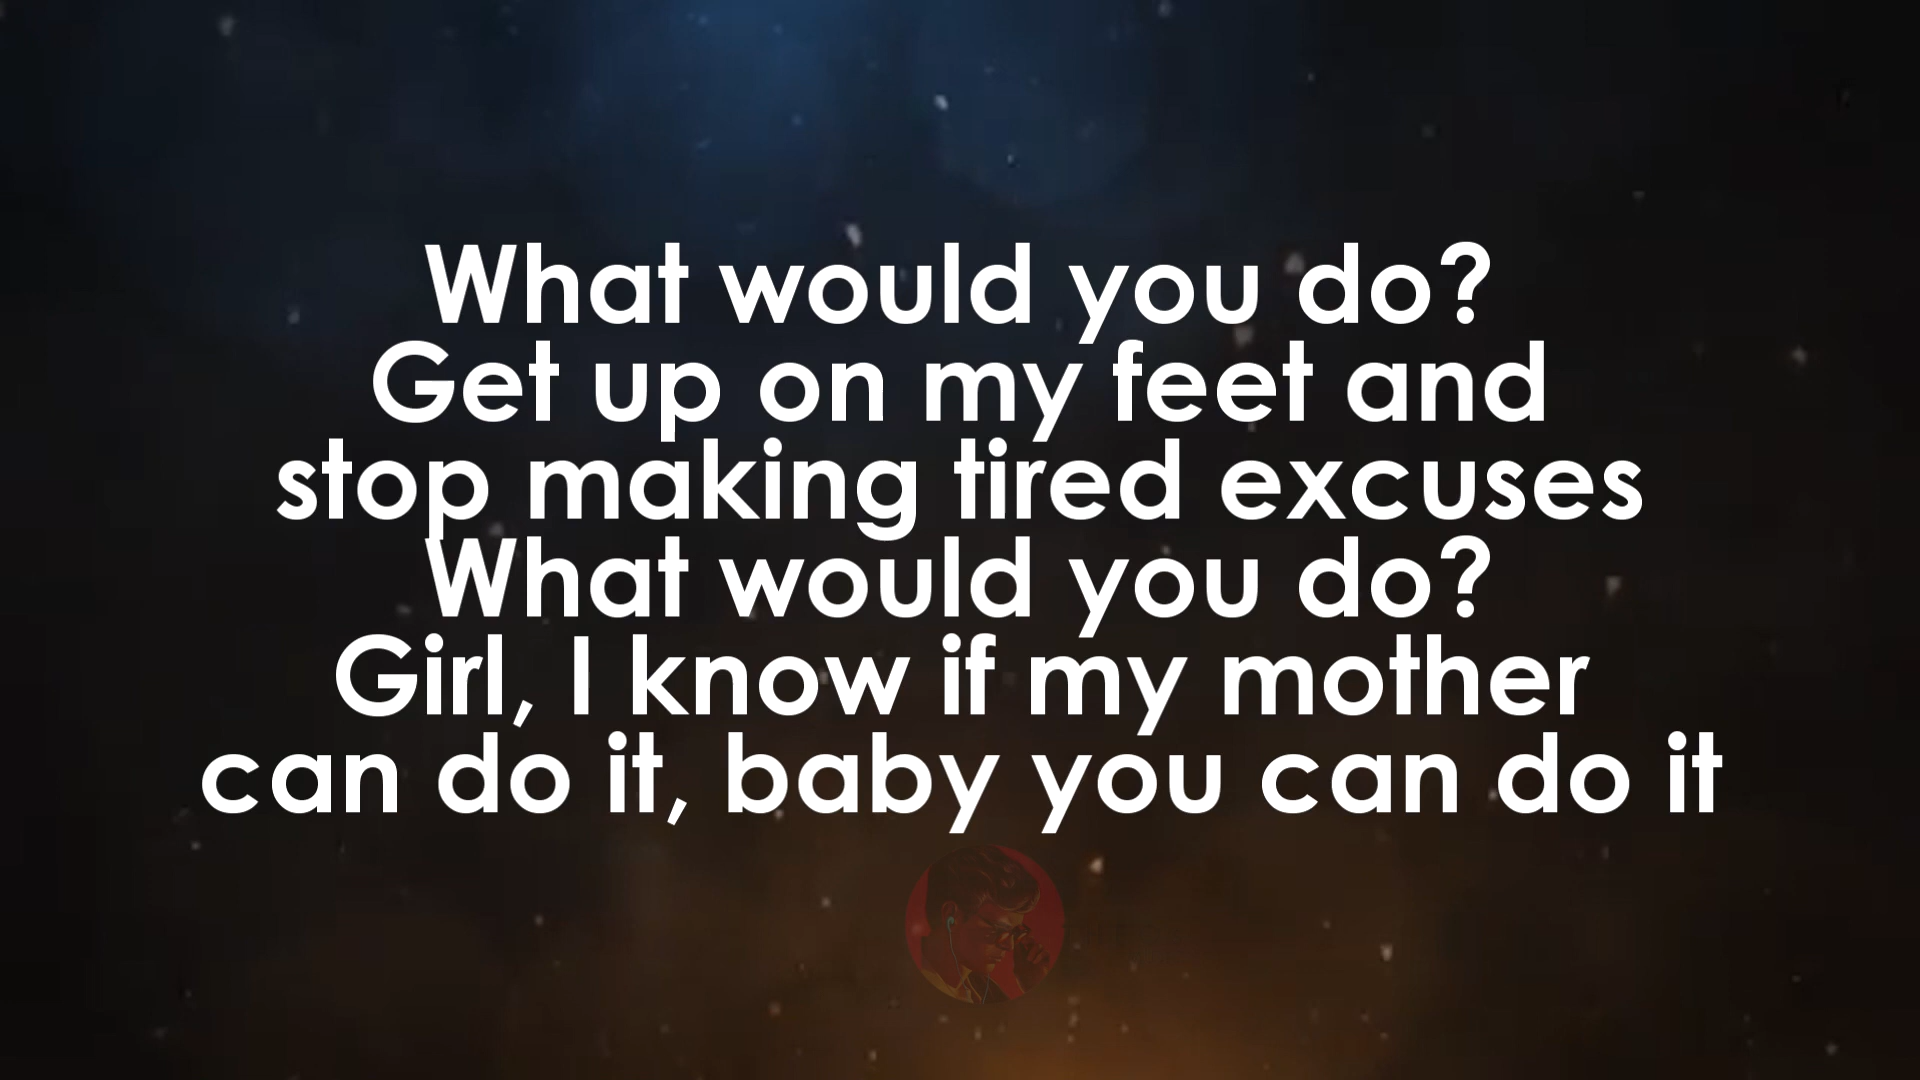 What would you do?
Get up on my feet and
stop making tired excuses
What would you do?
Girl, I know if my mother
can do it, baby you can do it